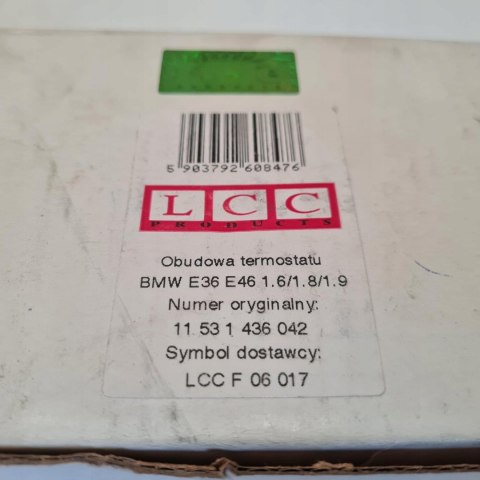 5 903792 608476
LCC
PRODUCTS
Obudowa termostatu
BMW E36 E46 1.6/1.8/1.9
Numer oryginalny:
11 53 1 436 042
Symbol dostawcy:
LCC F 06 017